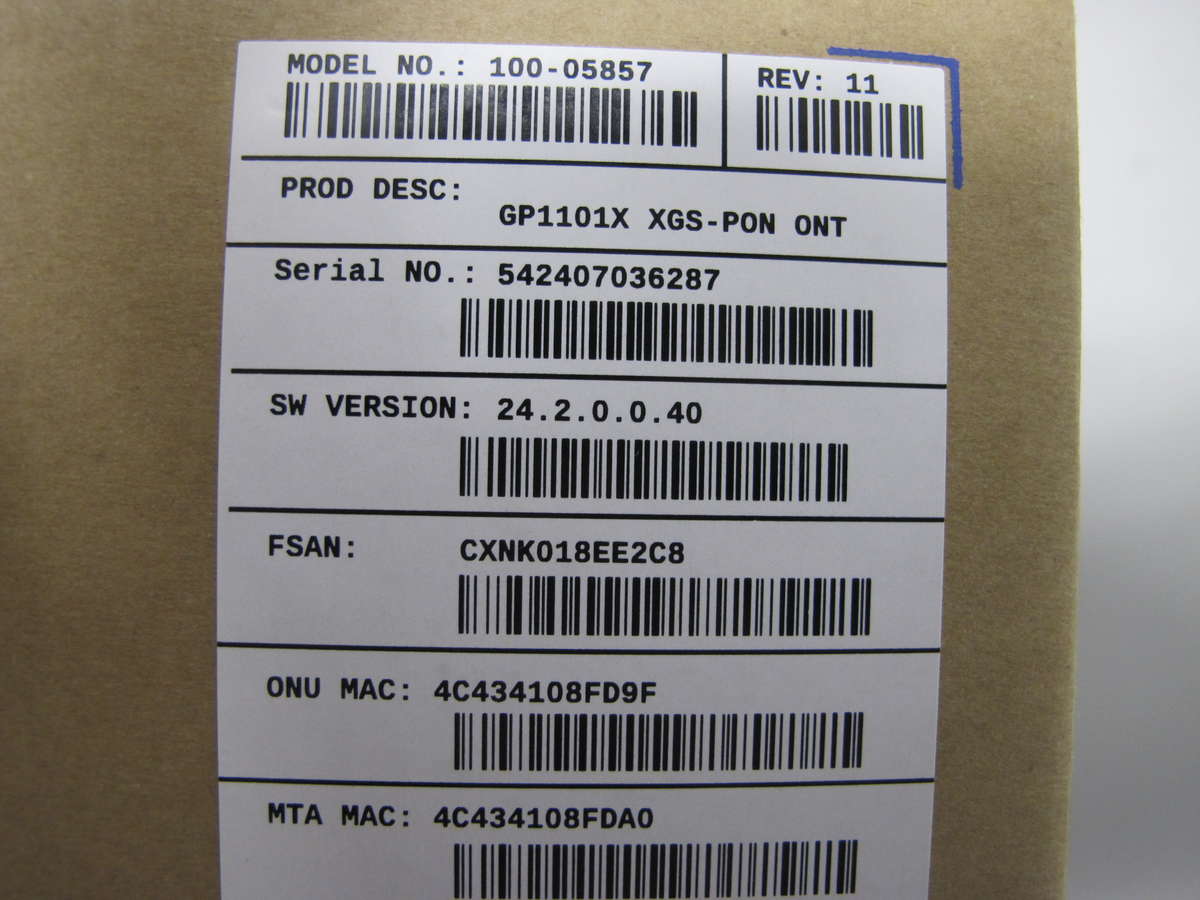 MODEL NO.: 100-05857
REV: 11
PROD DESC:
GP1101X XGS-PON ONT
Serial NO.: 542407036287
SW VERSION: 24.2.0.0.40
FSAN: CXNK018EE2C8
ONU MAC: 4C434108FD9F
MTA MAC: 4C434108FDA0